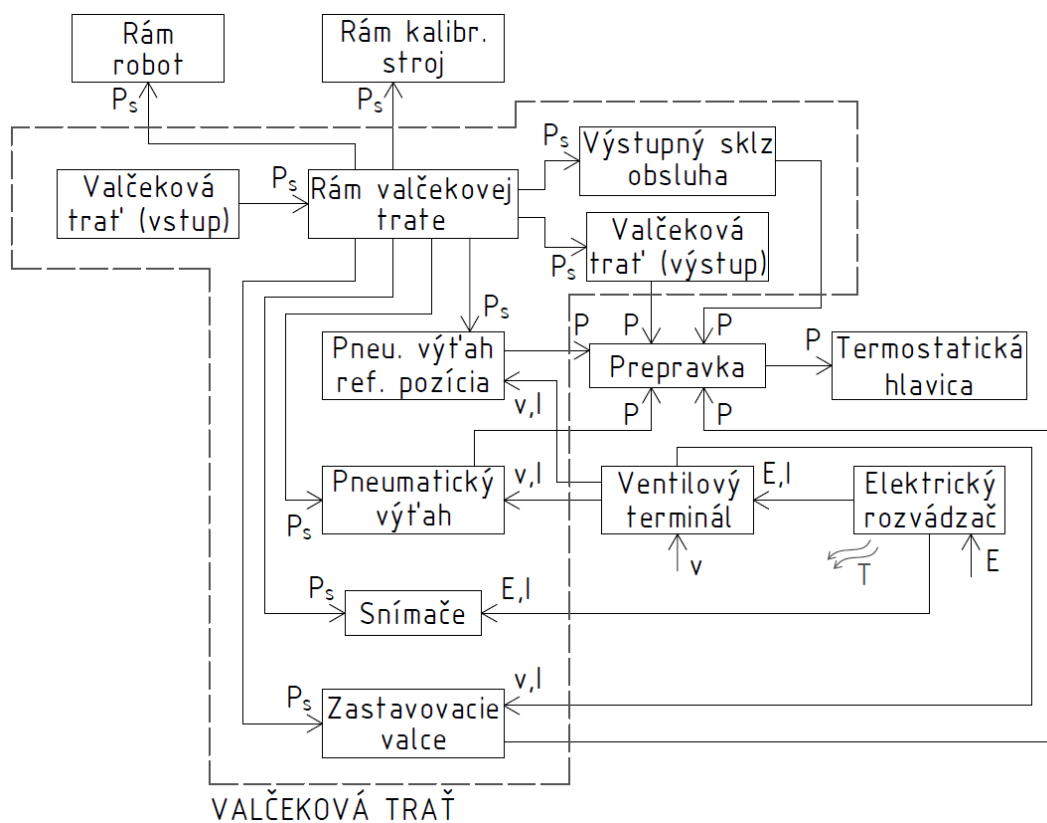 Rám
robot
Rám kalibr.
stroj
Ps
Ps
Ps
Výstupný sklz
obsluha
Valčeková
trať (vstup)
Ps
Rám valčekovej
trate
Valčeková
trať (výstup)
Ps
Ps
P
P
P
P
Pneu. výťah
ref. pozícia
Prepravka
Termostatická
hlavica
v,I
P
P
Pneumatický
výťah
v,I
Ventilový
terminál
E,I
Elektrický
rozvádzač
Ps
v
T
E
Ps
Snímače
E,I
Ps
Zastavovacie
valce
v,I
VALČEKOVÁ TRAŤ